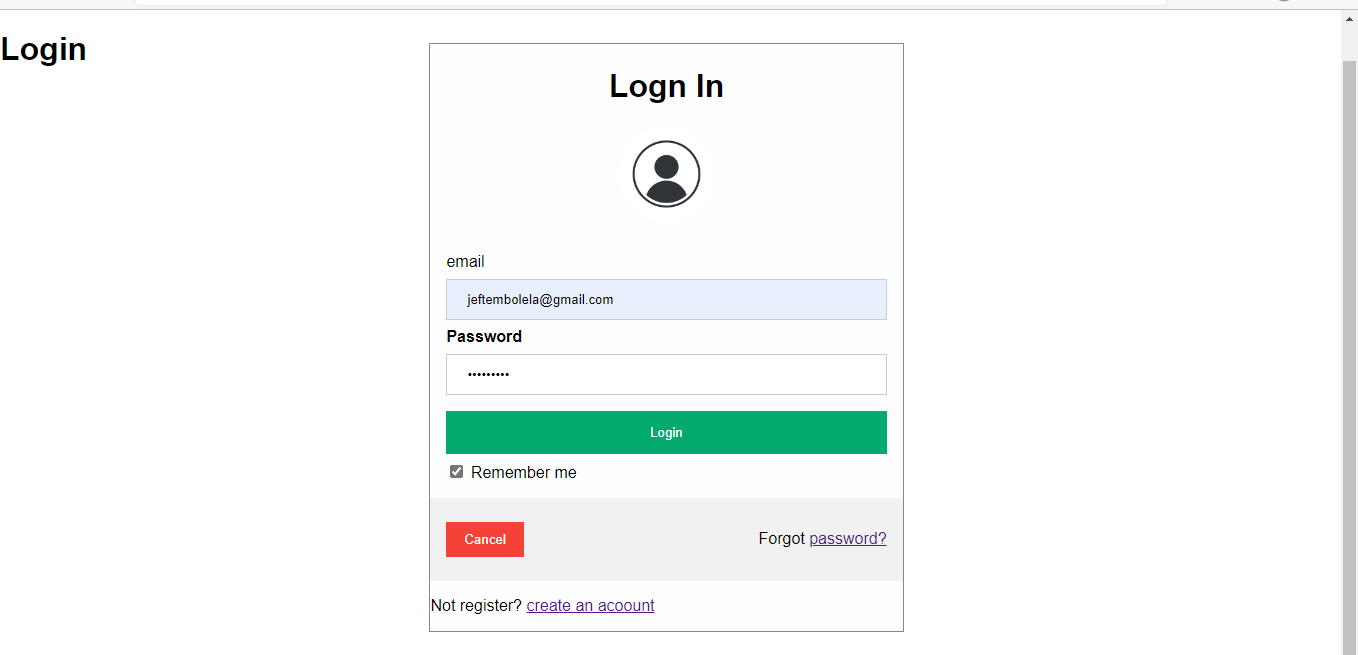 Login
Logn In
email
jeftembolela@gmail.com
Password
•••••••••
Login
Remember me
Cancel
Forgot password?
Not register? create an acoount